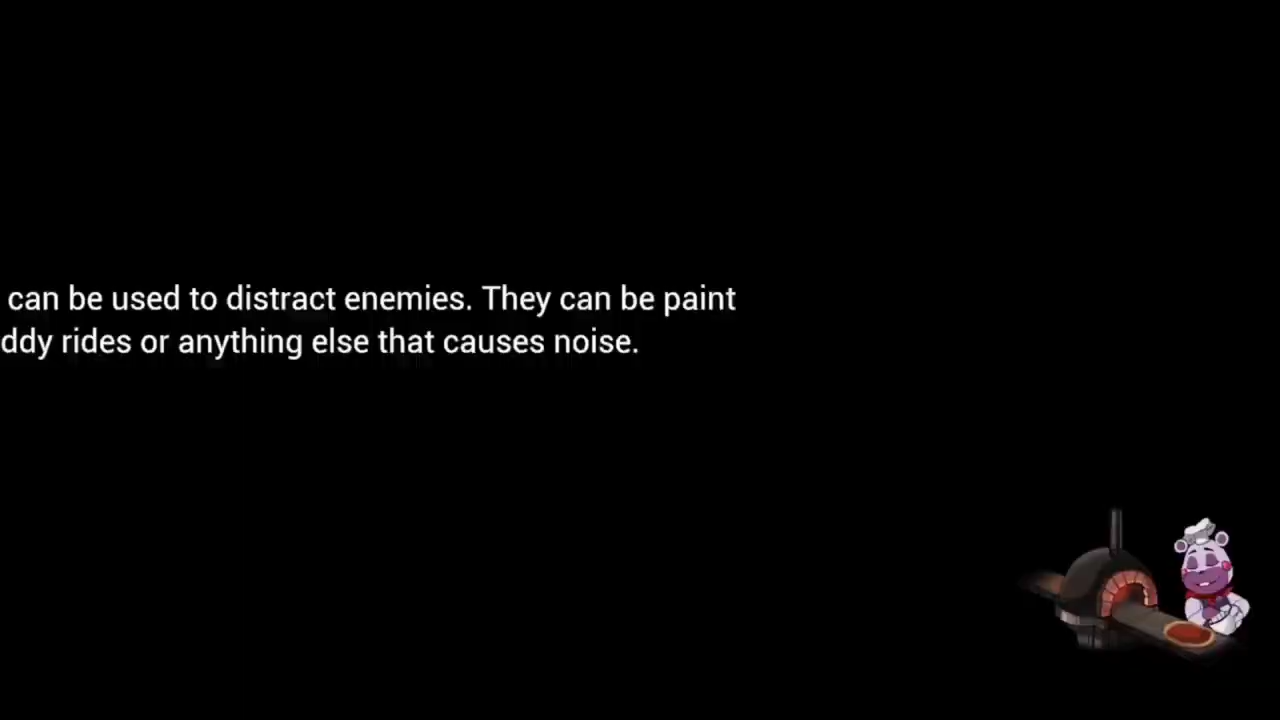 can be used to distract enemies. They can be paint
ddy rides or anything else that causes noise.